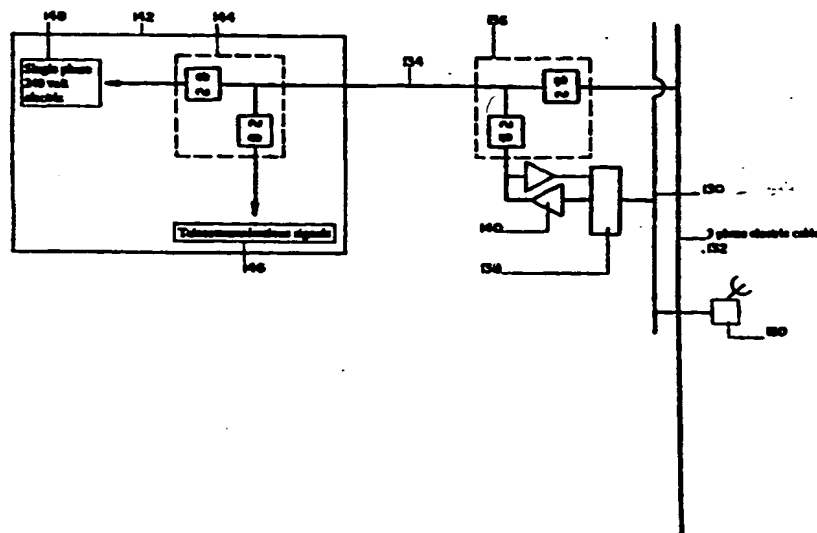 148
142
144
136
134
Single phase
240 volt
electric
130
3 phase electric cable
132
140
138
Telecommunications signals
146